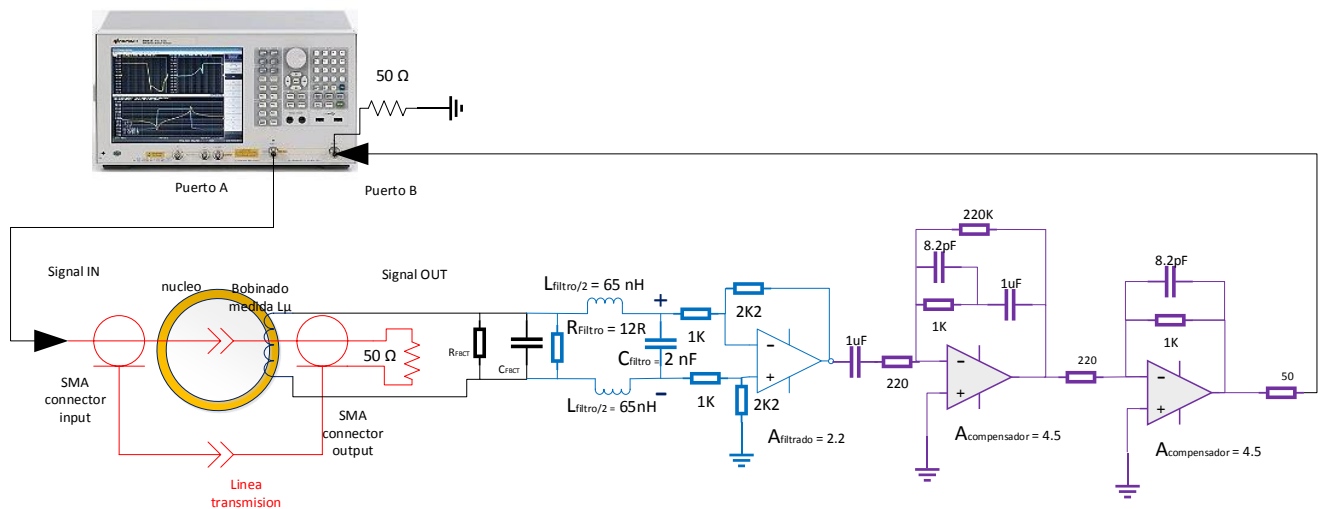 50 Ω
Puerto A
Puerto B
Signal IN
nucleo
Bobinado
medida Lμ
Signal OUT
50 Ω
SMA
connector
input
SMA
connector
output
Linea
transmision
RFBCT
CFBCT
Lfiltro/2 = 65 nH
RFiltro = 12R
Cfiltro = 2 nF
Lfiltro/2 = 65nH
+
-
1K
2K2
1K
2K2
-
+
Afiltrado = 2.2
1uF
220
220K
8.2pF
1K
1uF
-
+
Acompensador = 4.5
220
8.2pF
1K
-
+
Acompensador = 4.5
50